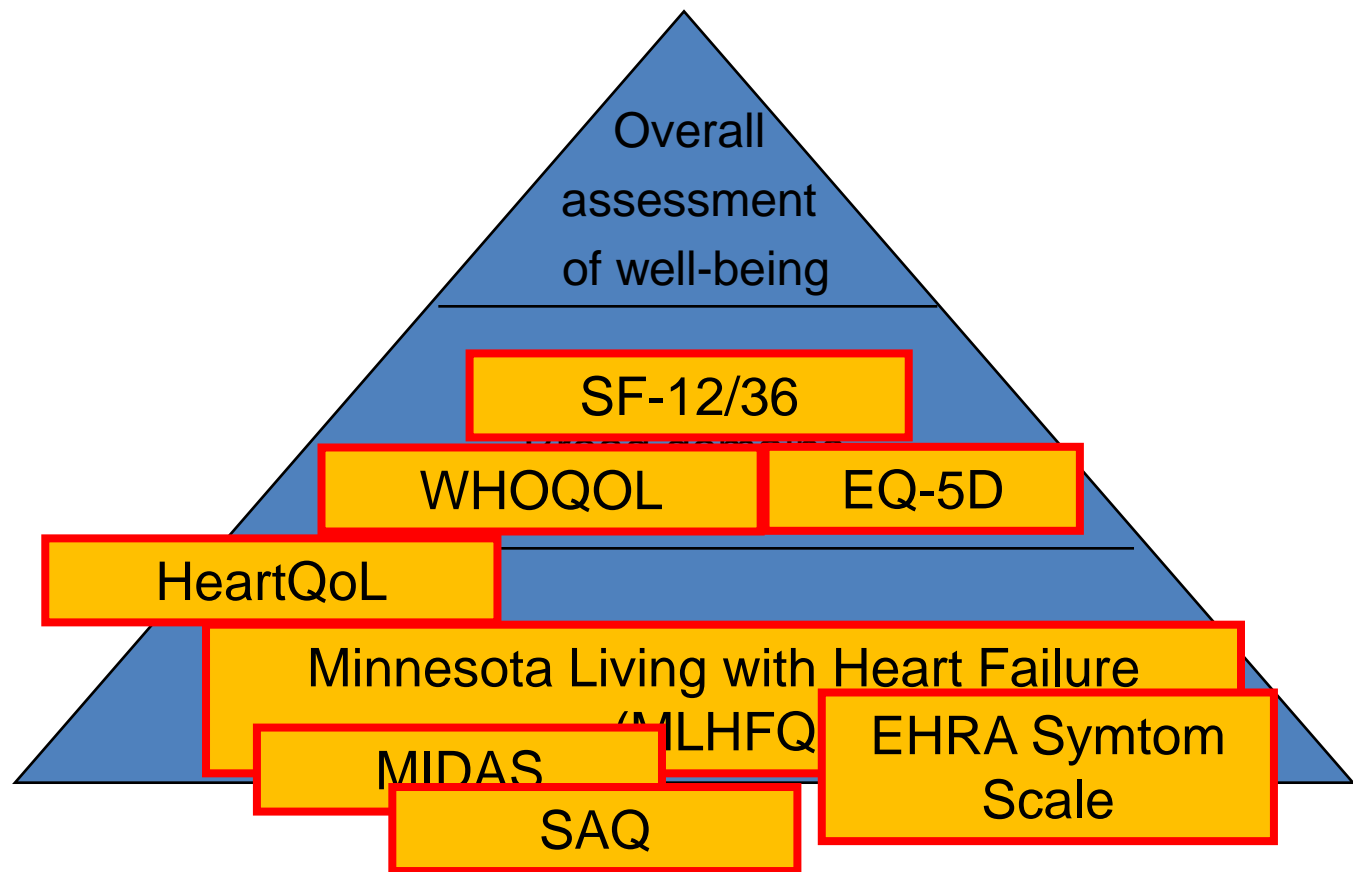 Overall
assessment
of well-being
SF-12/36
WHOQOL
EQ-5D
HeartQoL
Minnesota Living with Heart Failure
(MLHFQ
EHRA Symtom
Scale
MIDAS
SAQ